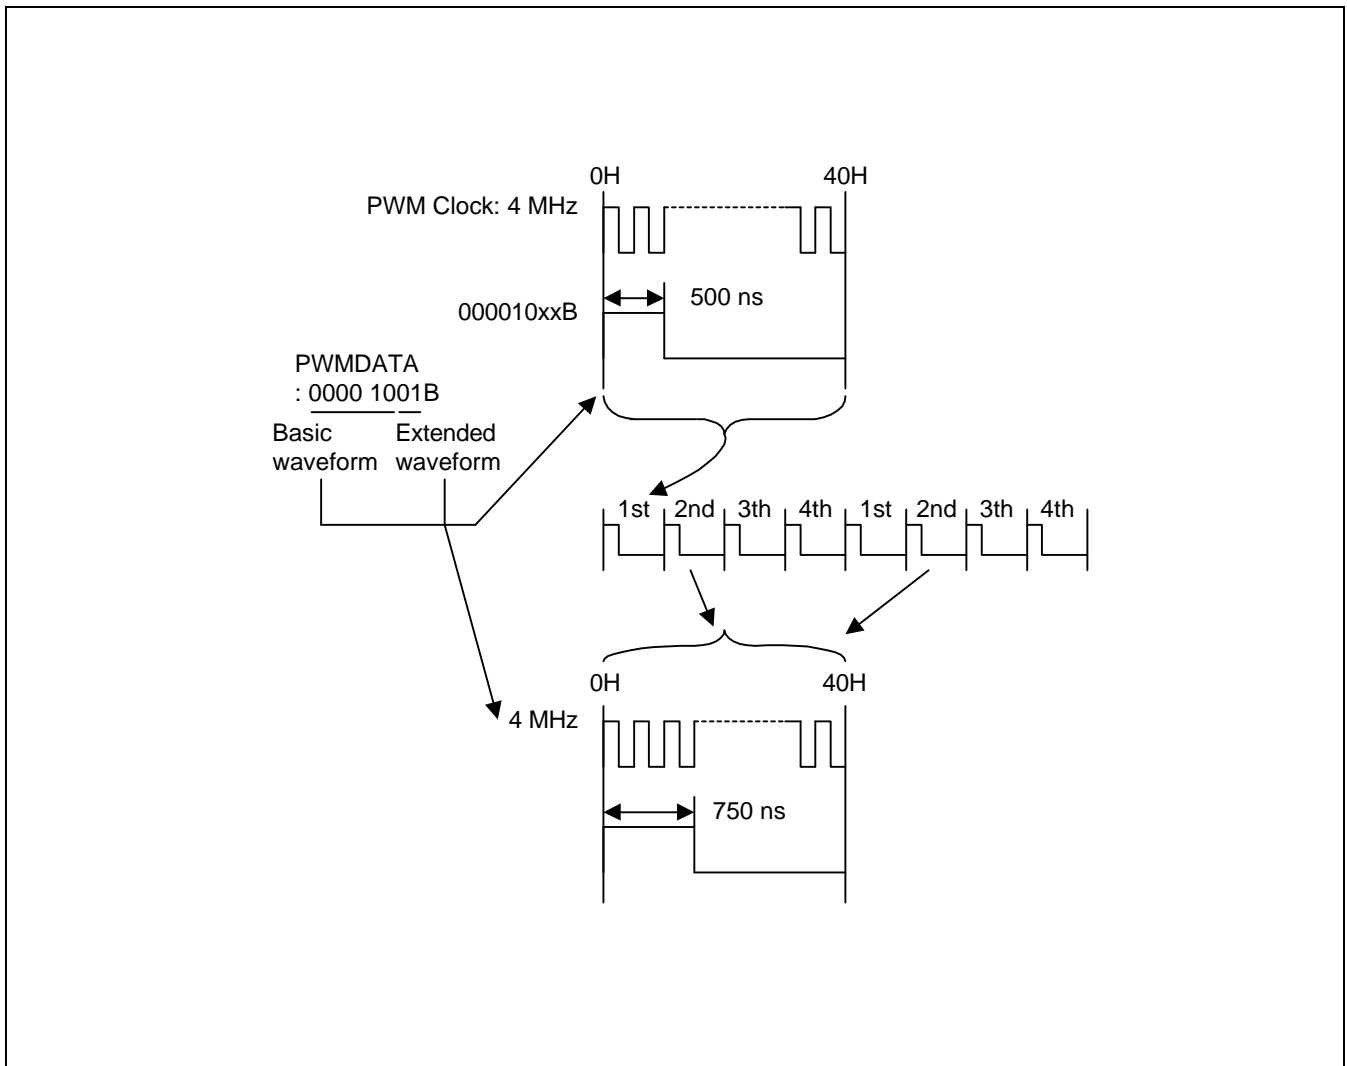 0H 40H
PWM Clock: 4 MHz
500 ns
000010xxB
PWMDATA
: 0000 1001B
Basic waveform
Extended waveform
1st 2nd 3th 4th 1st 2nd 3th 4th
0H 40H
4 MHz
750 ns